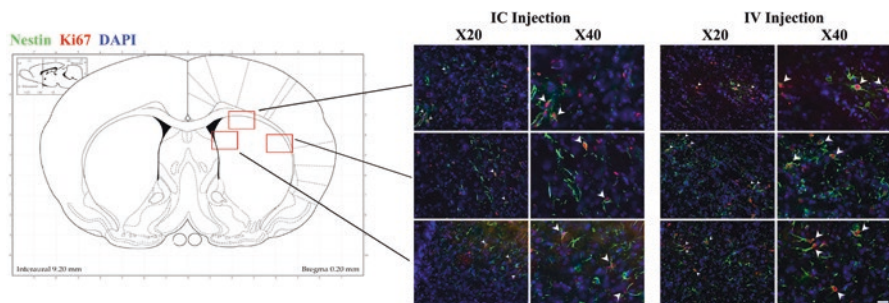 IC Injection
IV Injection
X20 X40 X20 X40
Nestin Ki67 DAPI
Interaural 9.20 mm
Bregma 0.20 mm